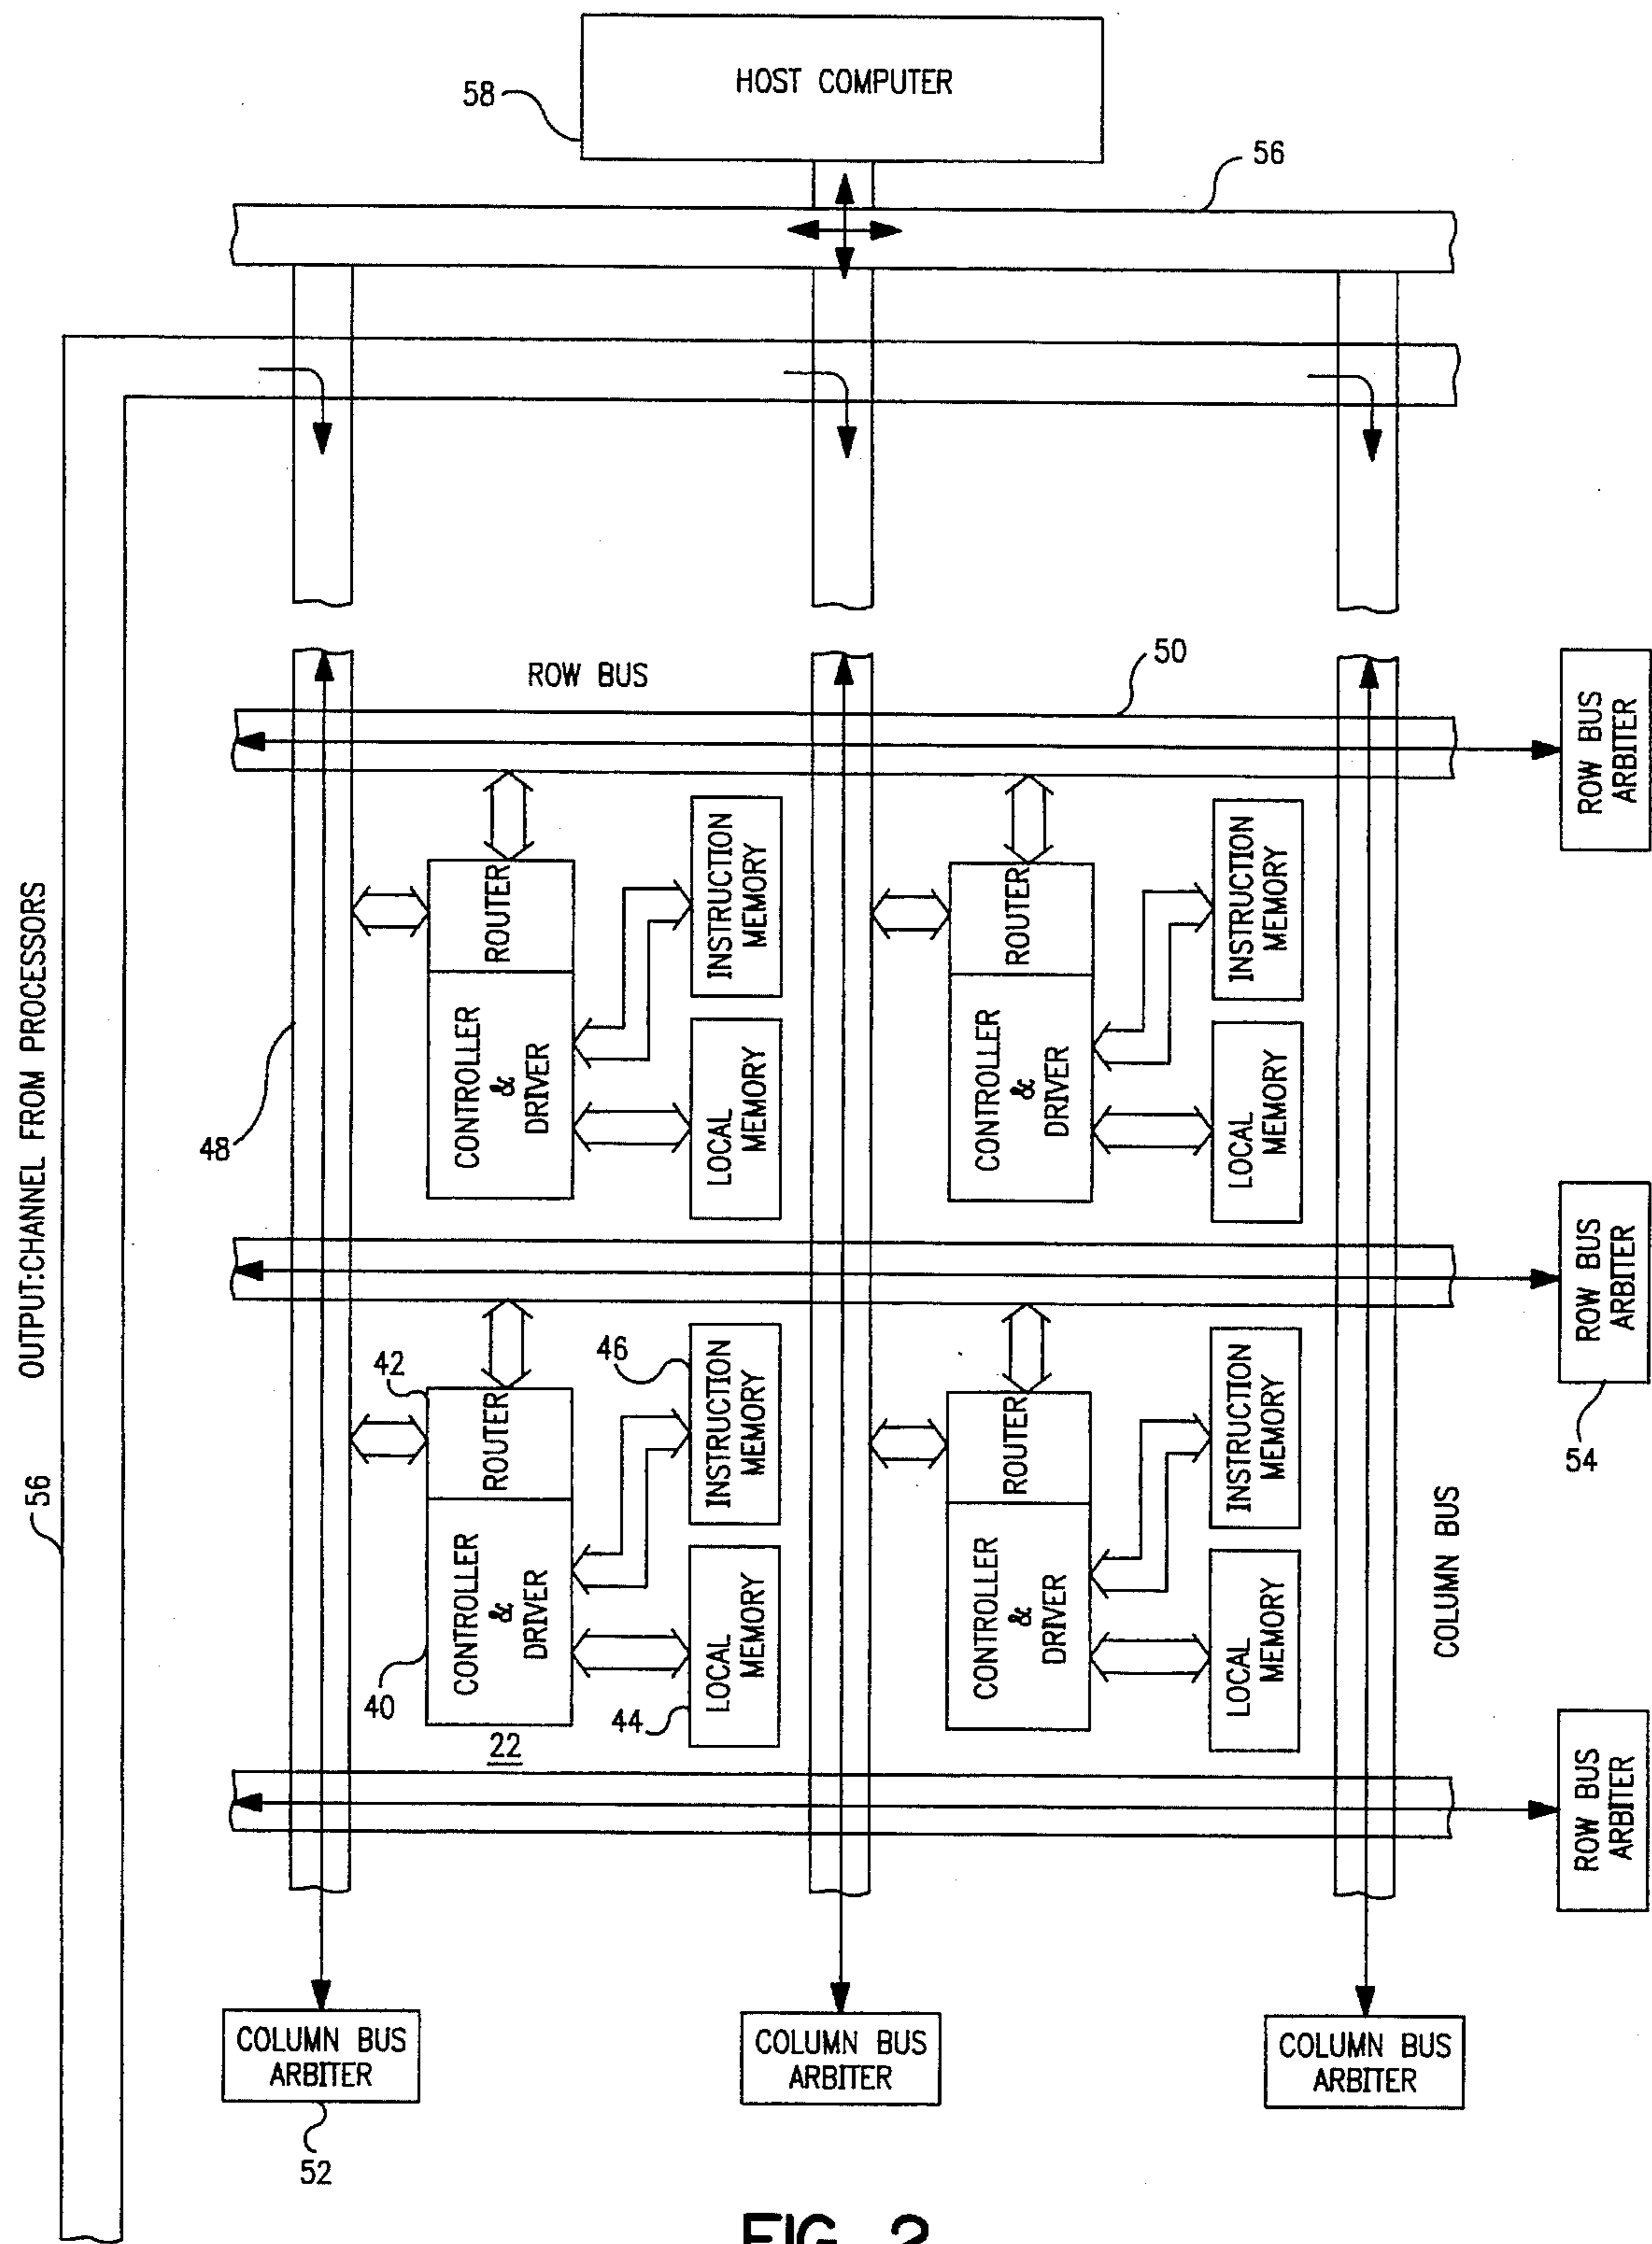 HOST COMPUTER
58
56
ROW BUS
50
ROW BUS
ARBITER
OUTPUT:CHANNEL FROM PROCESSORS
56
48
ROUTER
CONTROLLER
&
DRIVER
INSTRUCTION
MEMORY
LOCAL
MEMORY
ROUTER
CONTROLLER
&
DRIVER
INSTRUCTION
MEMORY
LOCAL
MEMORY
ROW BUS
ARBITER
54
42
ROUTER
40
CONTROLLER
&
DRIVER
46
INSTRUCTION
MEMORY
44
LOCAL
MEMORY
22
ROUTER
CONTROLLER
&
DRIVER
INSTRUCTION
MEMORY
LOCAL
MEMORY
COLUMN BUS
ROW BUS
ARBITER
COLUMN BUS
ARBITER
52
COLUMN BUS
ARBITER
COLUMN BUS
ARBITER
FIG. 2